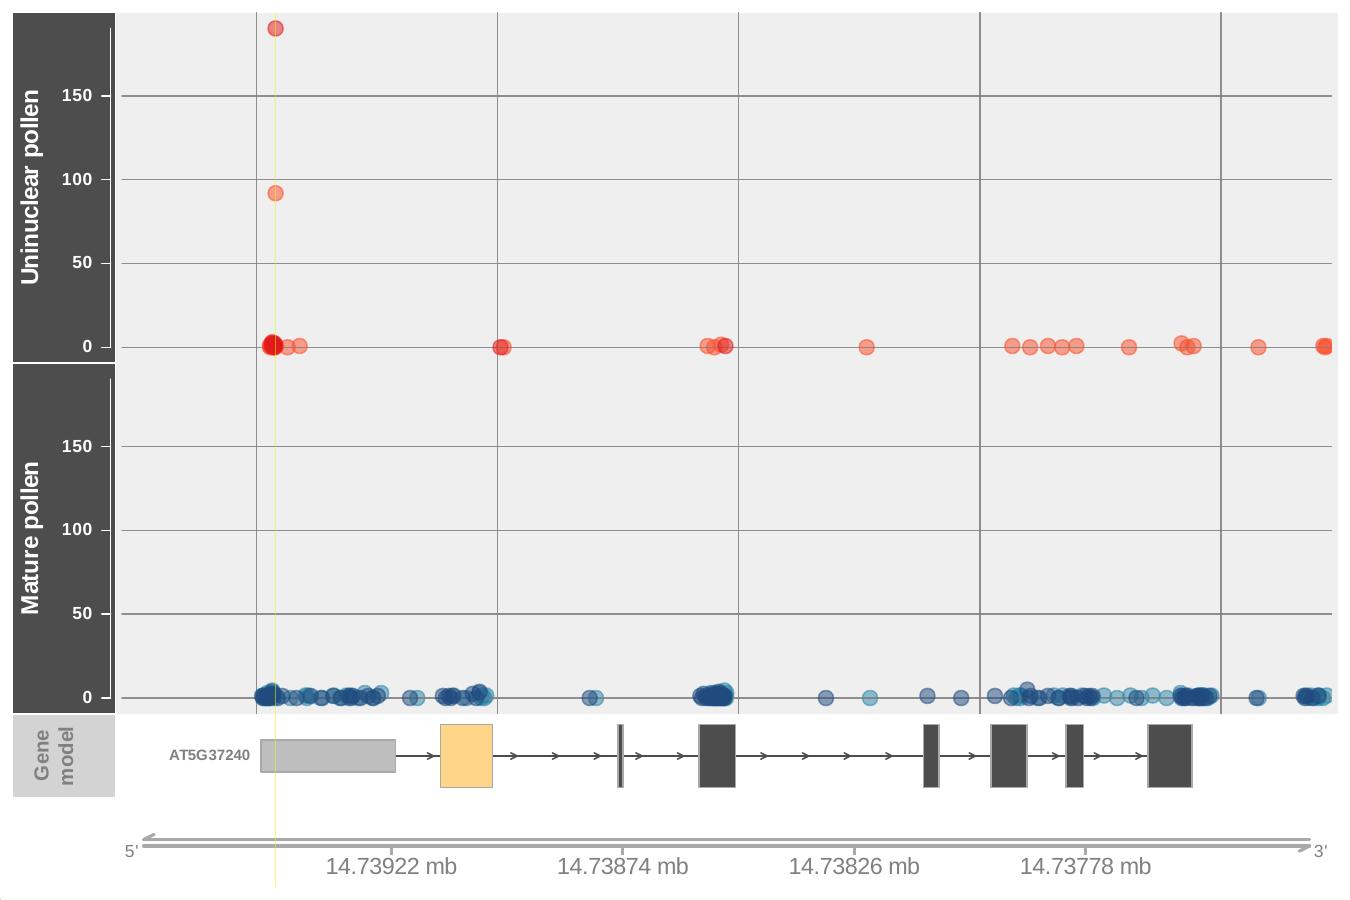 Uninuclear pollen
150
100
50
0
Mature pollen
150
100
50
0
Gene
model
AT5G37240
5'
3'
14.73922 mb
14.73874 mb
14.73826 mb
14.73778 mb